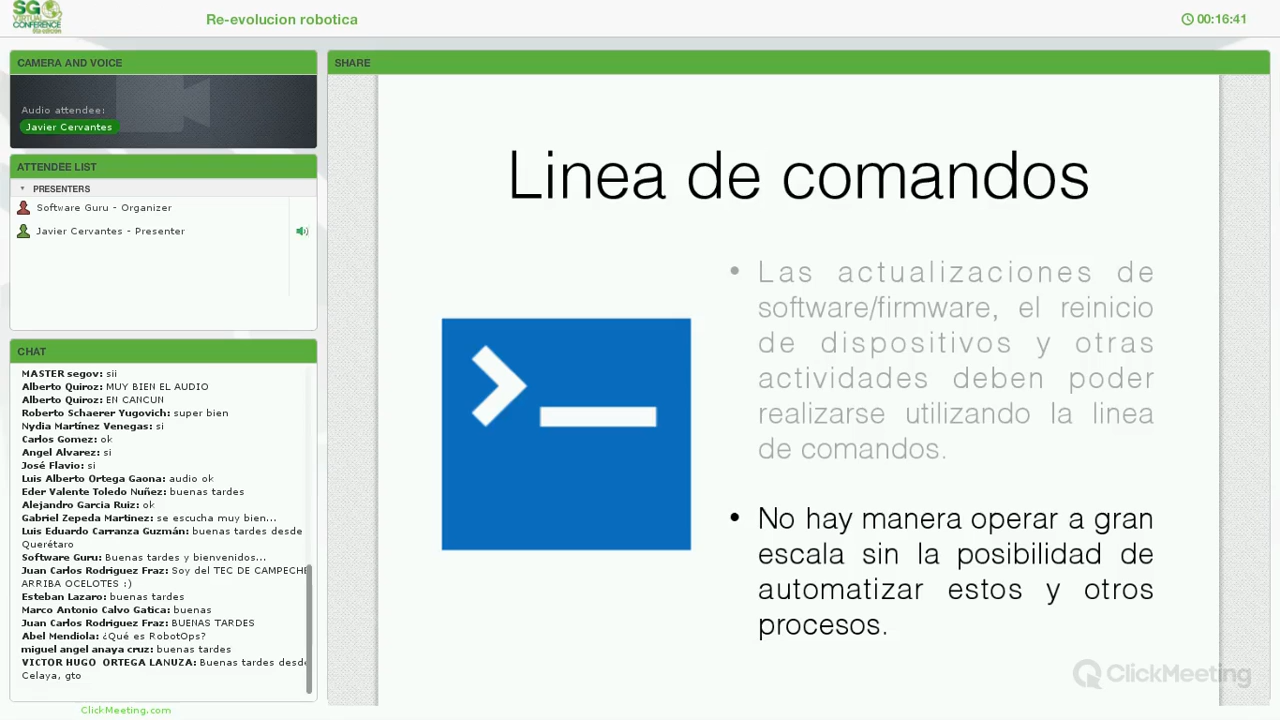 SG
VIRTUAL
CONFERENCE
Re-evolucion robotica
00:16:41
CAMERA AND VOICE
Audio attendee:
Javier Cervantes
ATTENDEE LIST
PRESENTERS
Software Guru - Organizer
Javier Cervantes - Presenter
CHAT
MASTER segov: sii
Alberto Quiroz: MUY BIEN EL AUDIO
Alberto Quiroz: EN CANCUN
Roberto Schaerer Yugovich: super bien
Nydia Martínez Venegas: si
Carlos Gomez: ok
Angel Alvarez: si
José Flavio: si
Luis Alberto Ortega Gaona: audio ok
Eder Valente Toledo Nuñez: buenas tardes
Alejandro Garcia Ruiz: ok
Gabriel Zepeda Martinez: se escucha muy bien...
Luis Eduardo Carranza Guzmán: buenas tardes desde
Querétaro
Software Guru: Buenas tardes y bienvenidos...
Juan Carlos Rodriguez Fraz: Soy del TEC DE CAMPECHE
ARRIBA OCELOTES :)
Esteban Lazaro: buenas tardes
Marco Antonio Calvo Gatica: buenas
Juan Carlos Rodriguez Fraz: BUENAS TARDES
Abel Mendiola: ¿Qué es RobotOps?
miguel angel anaya cruz: buenas tardes
VICTOR HUGO ORTEGA LANUZA: Buenas tardes desde
Celaya, gto
ClickMeeting.com
SHARE
Linea de comandos
• Las actualizaciones de
software/firmware, el reinicio
de dispositivos y otras
actividades deben poder
realizarse utilizando la linea
de comandos.
• No hay manera operar a gran
escala sin la posibilidad de
automatizar estos y otros
procesos.
ClickMeeting